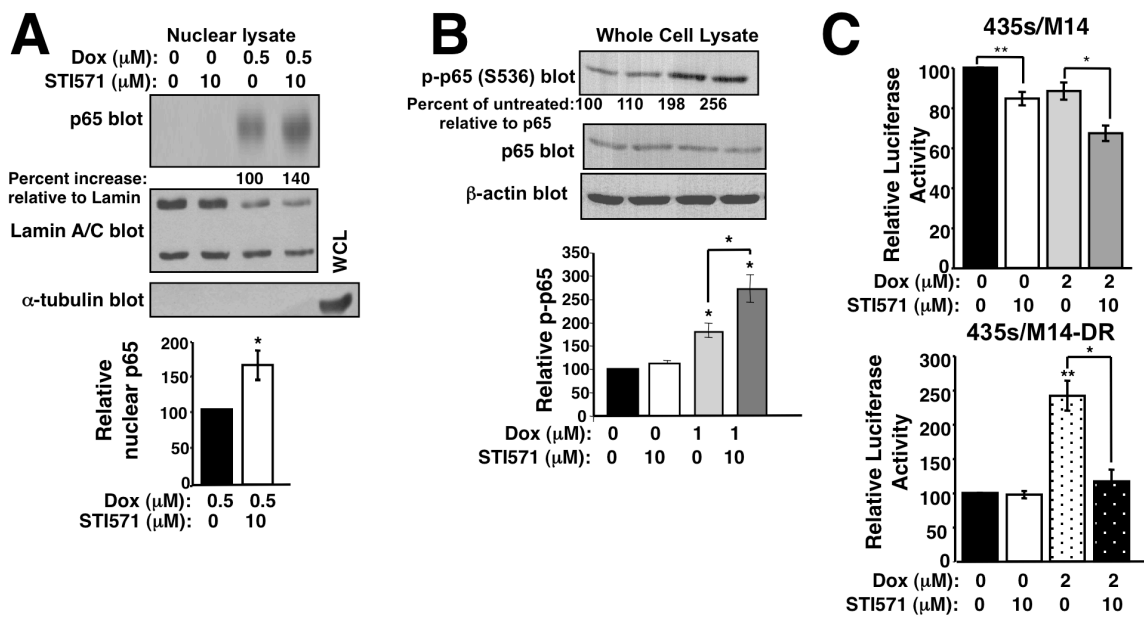 A
Nuclear lysate
Dox (μM): 0 0 0.5 0.5
STI571 (μM): 0 10 0 10
p65 blot
Percent increase: 100 140
relative to Lamin
Lamin A/C blot
WCL
α-tubulin blot
Relative nuclear p65
200
150
100
50
0
*
Dox (μM): 0.5 0.5
STI571 (μM): 0 10
B
Whole Cell Lysate
p-p65 (S536) blot
Percent of untreated: 100 110 198 256
relative to p65
p65 blot
β-actin blot
Relative p-p65
350
300
250
200
150
100
50
0
*
*
*
Dox (μM): 0 0 1 1
STI571 (μM): 0 10 0 10
C
435s/M14
Relative Luciferase Activity
100
80
60
40
20
0
**
*
Dox (μM): 0 0 2 2
STI571 (μM): 0 10 0 10
435s/M14-DR
Relative Luciferase Activity
300
250
200
150
100
50
0
*
**
Dox (μM): 0 0 2 2
STI571 (μM): 0 10 0 10